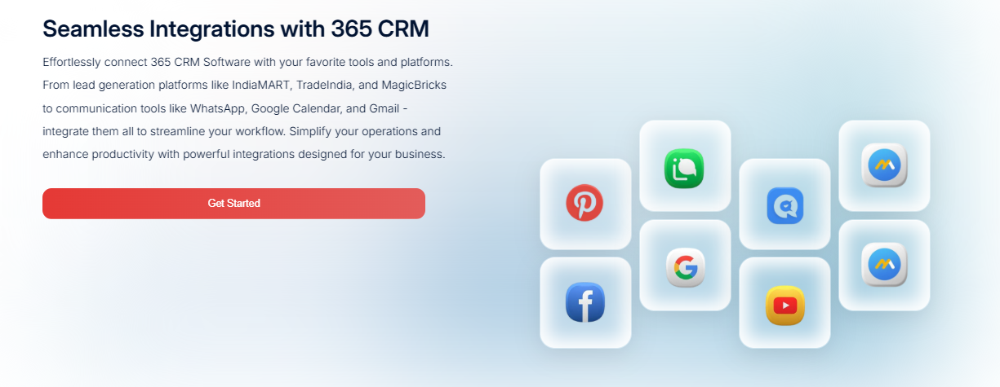 Seamless Integrations with 365 CRM
Effortlessly connect 365 CRM Software with your favorite tools and platforms.
From lead generation platforms like IndiaMART, TradeIndia, and MagicBricks
to communication tools like WhatsApp, Google Calendar, and Gmail -
integrate them all to streamline your workflow. Simplify your operations and
enhance productivity with powerful integrations designed for your business.
Get Started